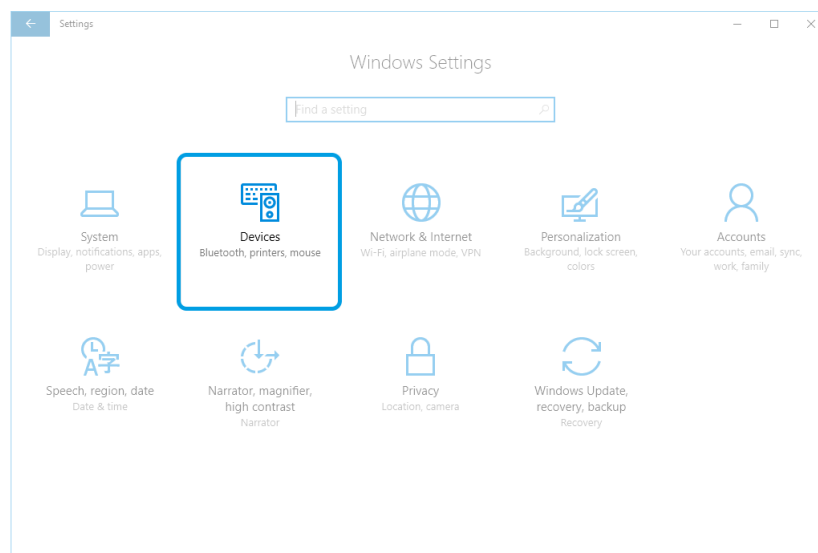 Settings
Windows Settings
Find a setting
System
Display, notifications, apps,
power
Devices
Bluetooth, printers, mouse
Network & Internet
Wi-Fi, airplane mode, VPN
Personalization
Background, lock screen,
colors
Accounts
Your accounts, email, sync,
work, family
A字
Speech, region, date
Date & time
Narrator, magnifier,
high contrast
Narrator
Privacy
Location, camera
Windows Update,
recovery, backup
Recovery